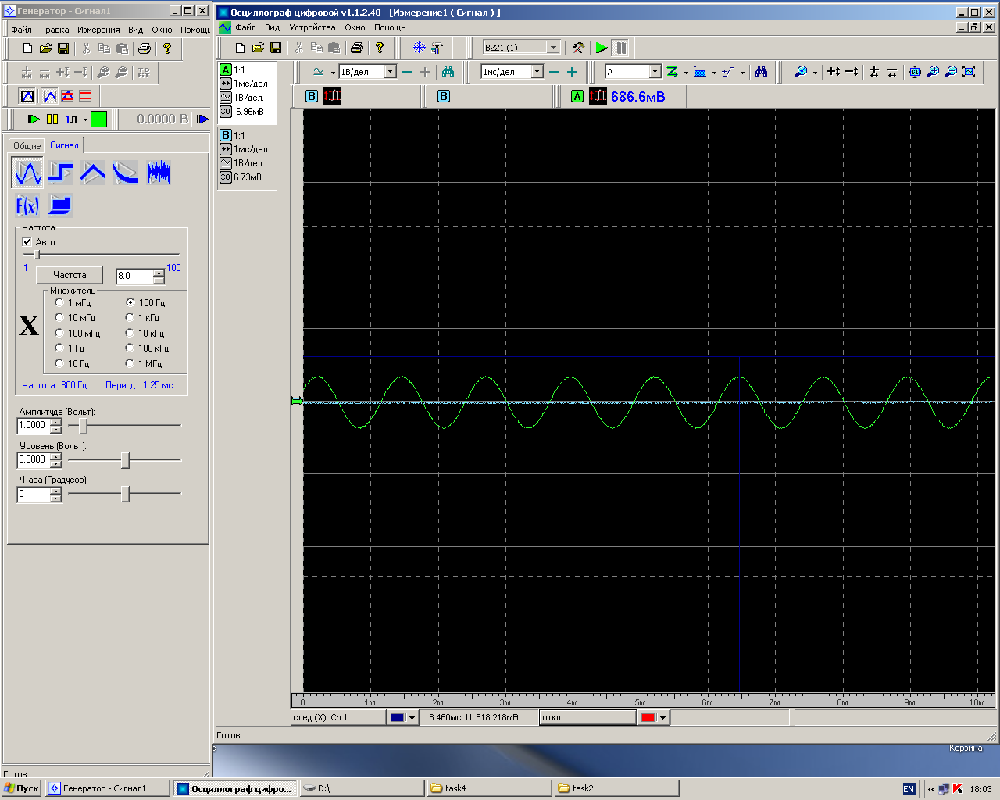 Генератор - Сигнал1
Файл Правка Измерения Вид Окно Помощь
0.0000 В
Общие Сигнал
F(x)
Частота
Авто
1 100
Частота 8.0
Множитель
X
1 мГц 100 Гц
10 мГц 1 кГц
100 мГц 10 кГц
1 Гц 100 кГц
10 Гц 1 МГц
Частота 800 Гц Период 1.25 мс
Амплитуда (Вольт):
1.0000
Уровень (Вольт):
0.0000
Фаза (Градусов):
0
Готов
Осциллограф цифровой v1.1.2.40 - [Измерение1 ( Сигнал ) ]
Файл Вид Устройства Окно Помощь
B221 (1)
1В/дел 1мс/дел A
A 1:1
1мс/дел
1В/дел.
-6.96мВ
B 1:1
1мс/дел
1В/дел.
6.73мВ
B B A 686.6мВ
0 1м 2м 3м 4м 5м 6м 7м 8м 9м 10м
след.(X): Ch 1 t: 6.460мс; U: 618.218мВ откл.
Готов
Корзина
Пуск Генератор - Сигнал1 Осциллограф цифро... D:\ task4 task2 EN « 18:03